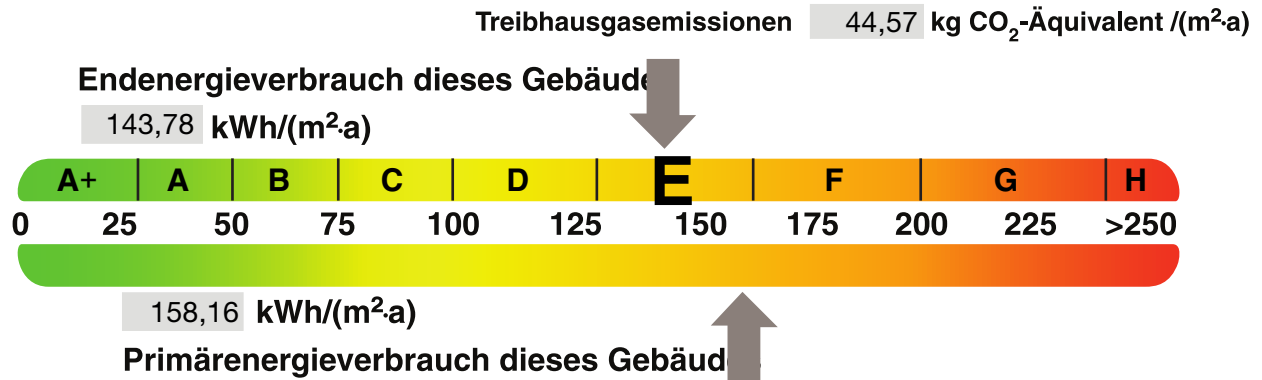 Treibhausgasemissionen 44,57 kg CO₂-Äquivalent /(m²·a)
Endenergieverbrauch dieses Gebäude
143,78 kWh/(m²·a)
A+ A B C D E F G H
0 25 50 75 100 125 150 175 200 225 >250
158,16 kWh/(m²·a)
Primärenergieverbrauch dieses Gebäude